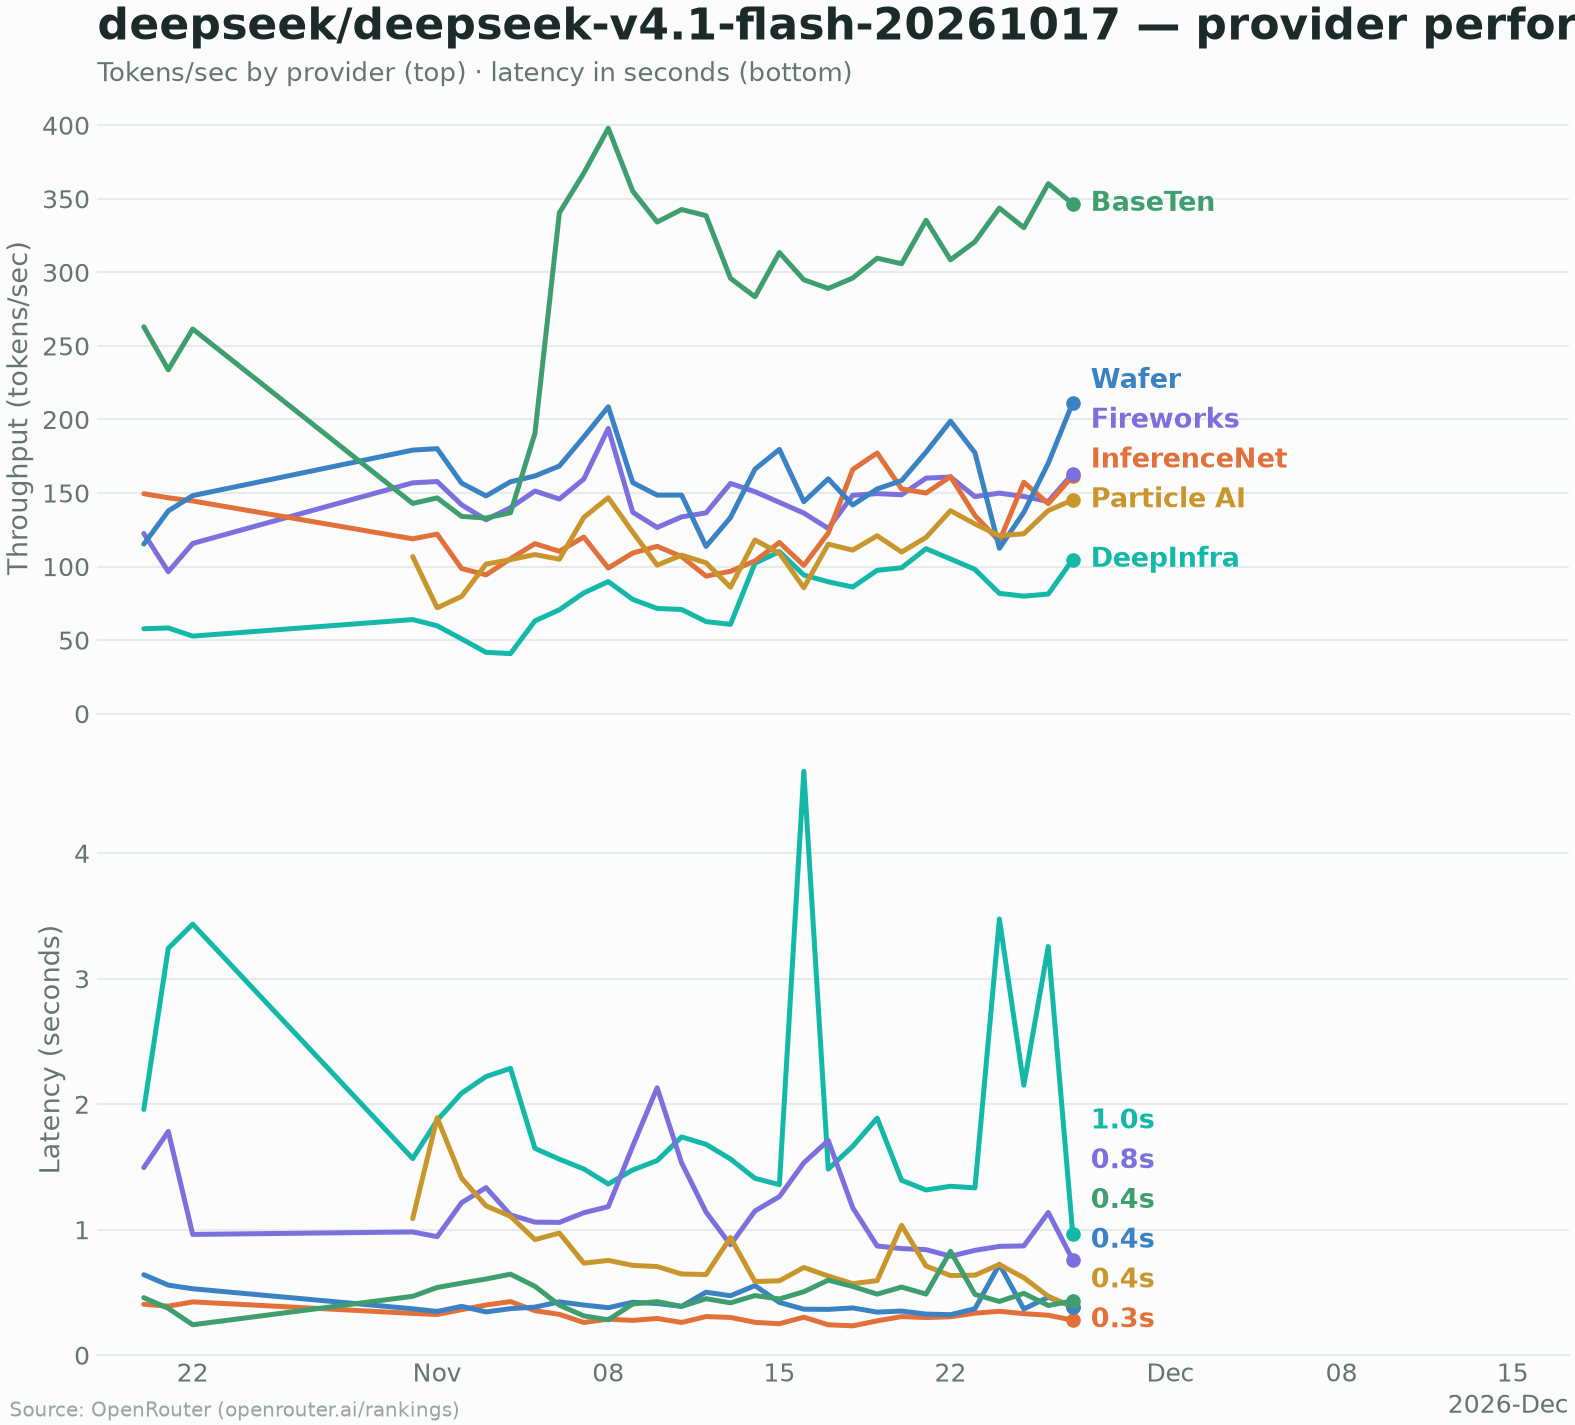 deepseek/deepseek-v4.1-flash-20261017 — provider perfor
Tokens/sec by provider (top) · latency in seconds (bottom)
Throughput (tokens/sec)
400
350
300
250
200
150
100
50
0
BaseTen
Wafer
Fireworks
InferenceNet
Particle AI
DeepInfra
Latency (seconds)
4
3
2
1
0
1.0s
0.8s
0.4s
0.4s
0.4s
0.3s
22 Nov 08 15 22 Dec 08 15
2026-Dec
Source: OpenRouter (openrouter.ai/rankings)